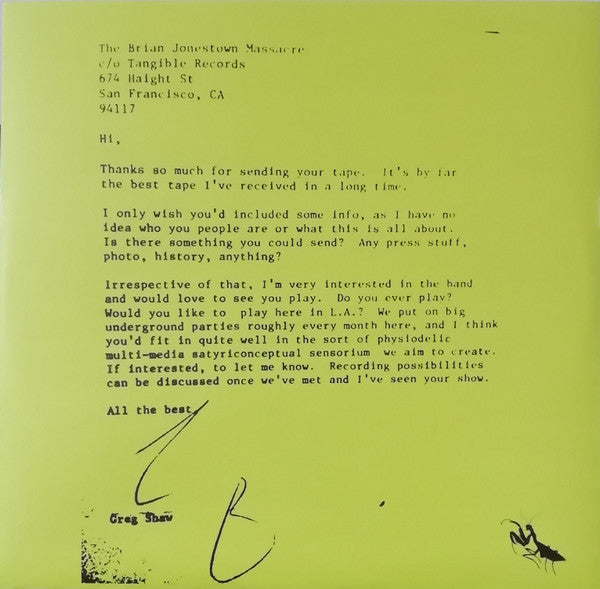 The Brian Jonestown Massacre
c/o Tangible Records
674 Haight St
San Francisco, CA
94117
Hi,
Thanks so much for sending your tape. It's by far
the best tape I've received in a long time.
I only wish you'd included some info, as I have no
idea who you people are or what this is all about.
Is there something you could send? Any press stuff,
photo, history, anything?
Irrespective of that, I'm very interested in the band
and would love to see you play. Do you ever play?
Would you like to play here in L.A.? We put on big
underground parties roughly every month here, and I think
you'd fit in quite well in the sort of physiodelic
multi-media satyriconceptual sensorium we aim to create.
If interested, to let me know. Recording possibilities
can be discussed once we've met and I've seen your show.
All the best,
Greg Shaw